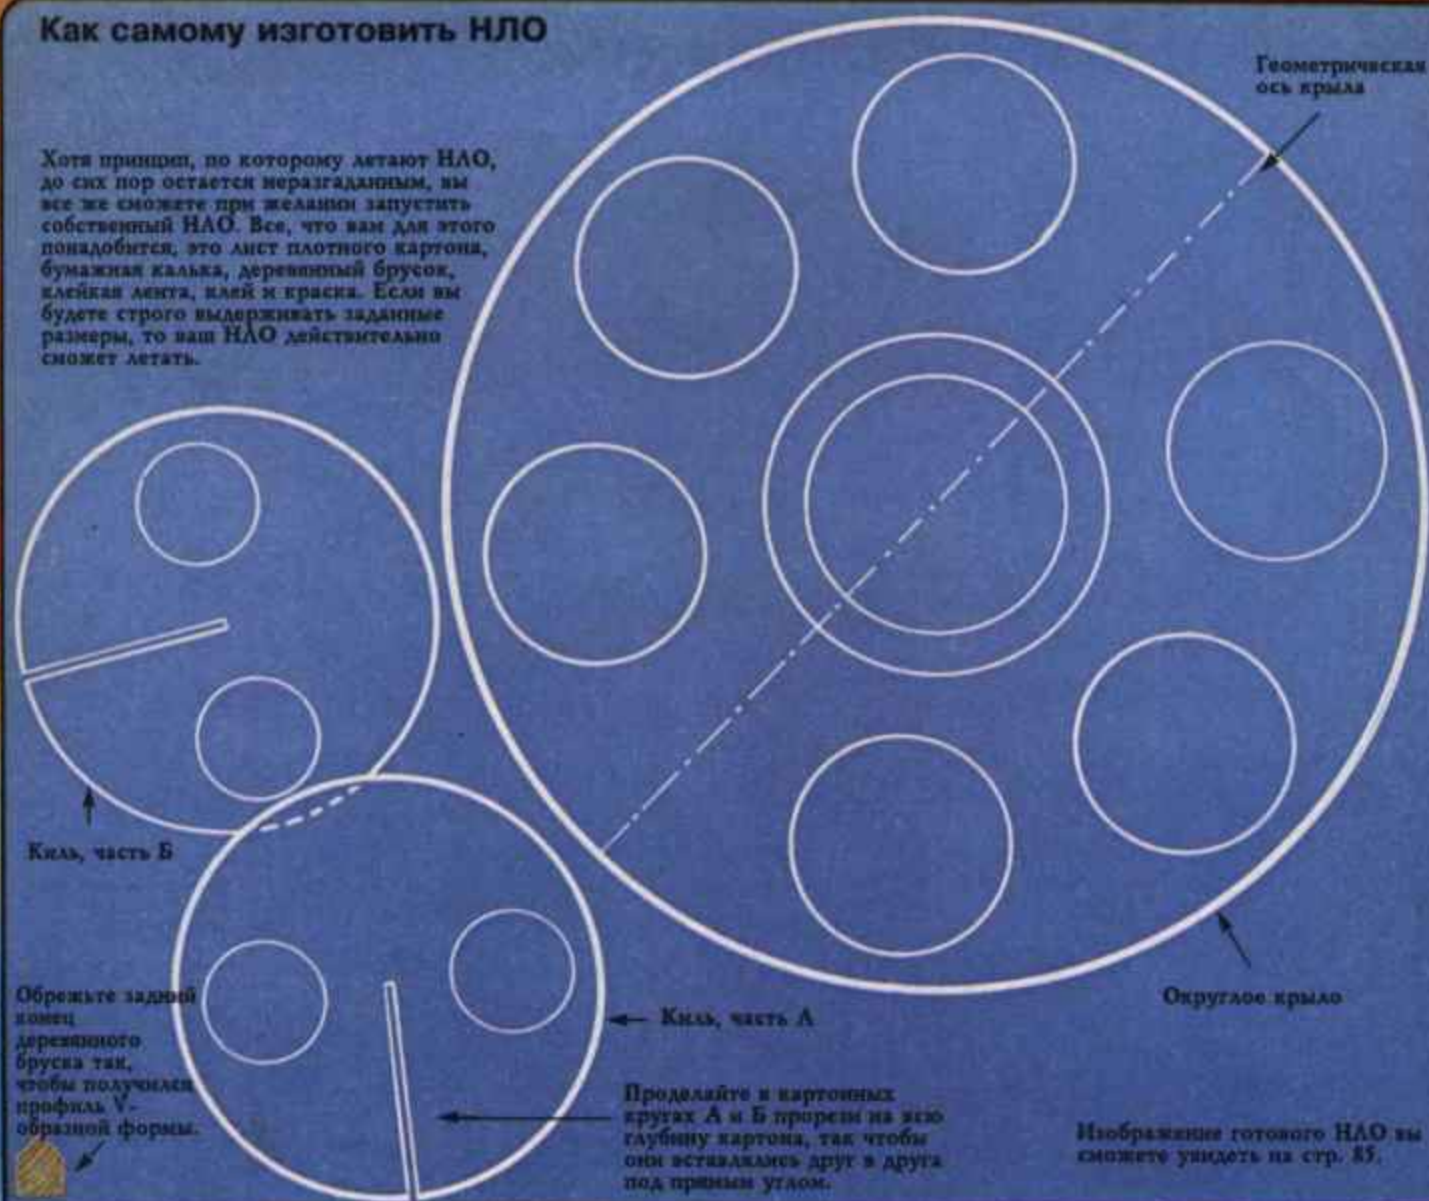 Как самому изготовить НЛО
Геометрическая
ось крыла
Хотя принцип, по которому летают НЛО,
до сих пор остается неразгаданным, вы
все же сможете при желании запустить
собственный НЛО. Все, что вам для этого
понадобится, это лист плотного картона,
бумажная калька, деревянный брусок,
клейкая лента, клей и краска. Если вы
будете строго выдерживать заданные
размеры, то ваш НЛО действительно
сможет летать.
Киль, часть Б
Обрежьте задний
конец
деревянного
бруска так,
чтобы получился
профиль V-
образной формы.
Киль, часть А
Округлое крыло
Проделайте в картонных
кругах А и Б прорези на всю
глубину картона, так чтобы
они вставлялись друг в друга
под прямым углом.
Изображение готового НЛО вы
сможете увидеть на стр. 85.